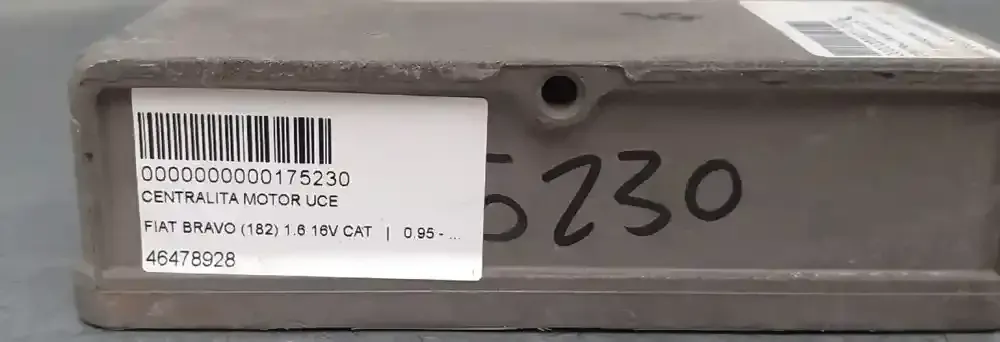 0000000000175230
CENTRALITA MOTOR UCE
FIAT BRAVO (182) 1.6 16V CAT | 0.95 - ...
46478928
5230